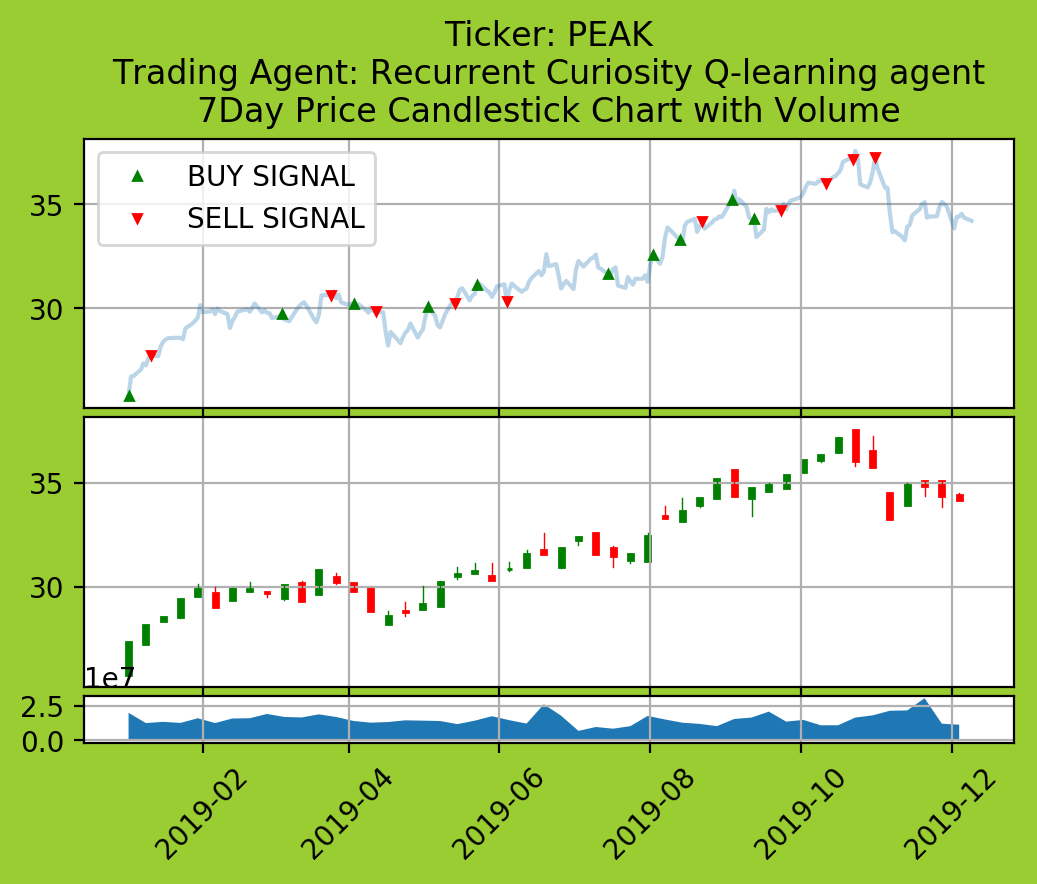 Ticker: PEAK
Trading Agent: Recurrent Curiosity Q-learning agent
7Day Price Candlestick Chart with Volume
BUY SIGNAL
SELL SIGNAL
35
30
35
30
1e7
2.5
0.0
2019-02
2019-04
2019-06
2019-08
2019-10
2019-12